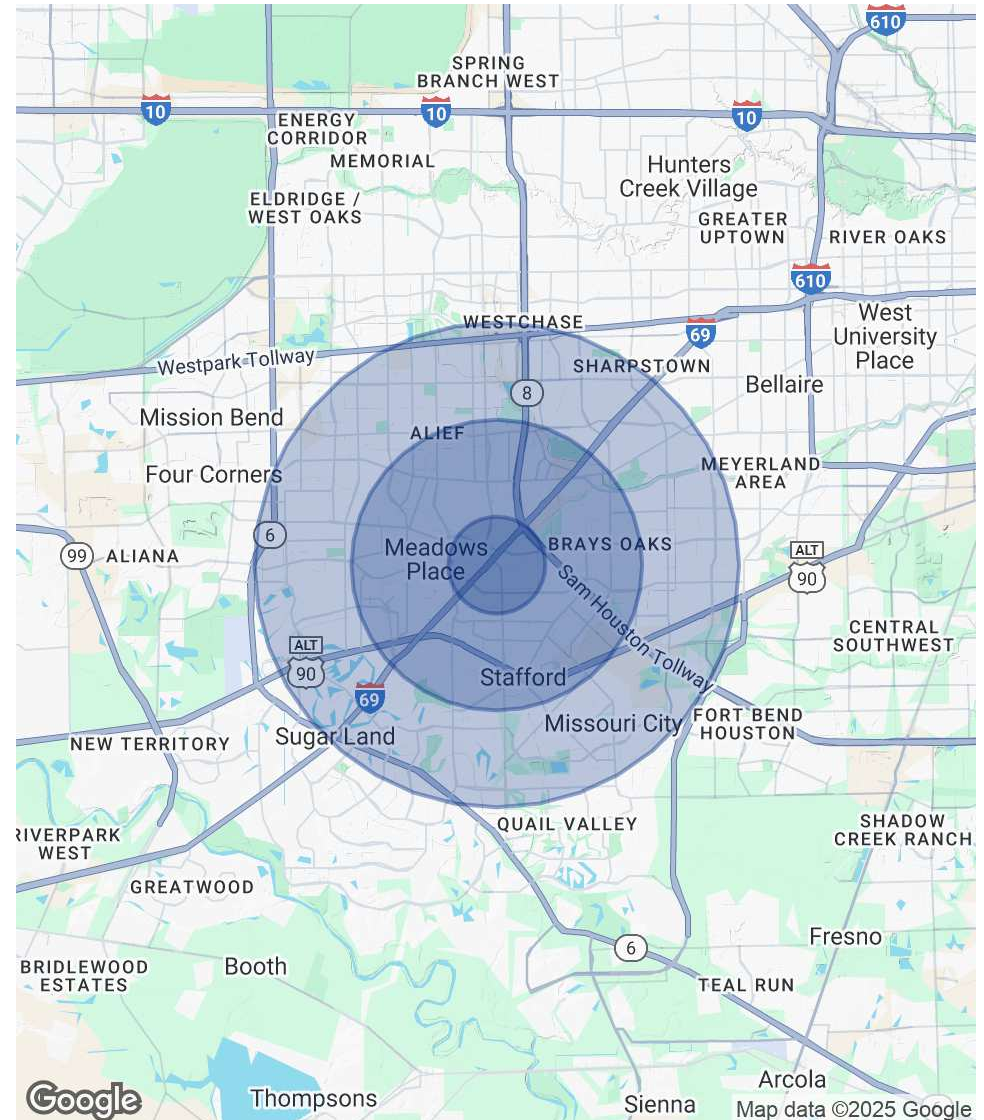 610
SPRING
BRANCH WEST
10
10
10
ENERGY
CORRIDOR
MEMORIAL
Hunters
Creek Village
ELDRIDGE /
WEST OAKS
GREATER
UPTOWN
RIVER OAKS
610
WESTCHASE
69
West
University
Place
Westpark Tollway
SHARPSTOWN
Bellaire
8
Mission Bend
ALIEF
Four Corners
MEYERLAND
AREA
6
99
ALIANA
Meadows
Place
BRAYS OAKS
ALT
90
Sam Houston Tollway
CENTRAL
SOUTHWEST
ALT
90
Stafford
69
Missouri City
FORT BEND
HOUSTON
NEW TERRITORY
Sugar Land
QUAIL VALLEY
SHADOW
CREEK RANCH
RIVERPARK
WEST
GREATWOOD
Fresno
6
BRIDLEWOOD
ESTATES
Booth
TEAL RUN
Arcola
Thompsons
Sienna
Google
Map data ©2025 Google